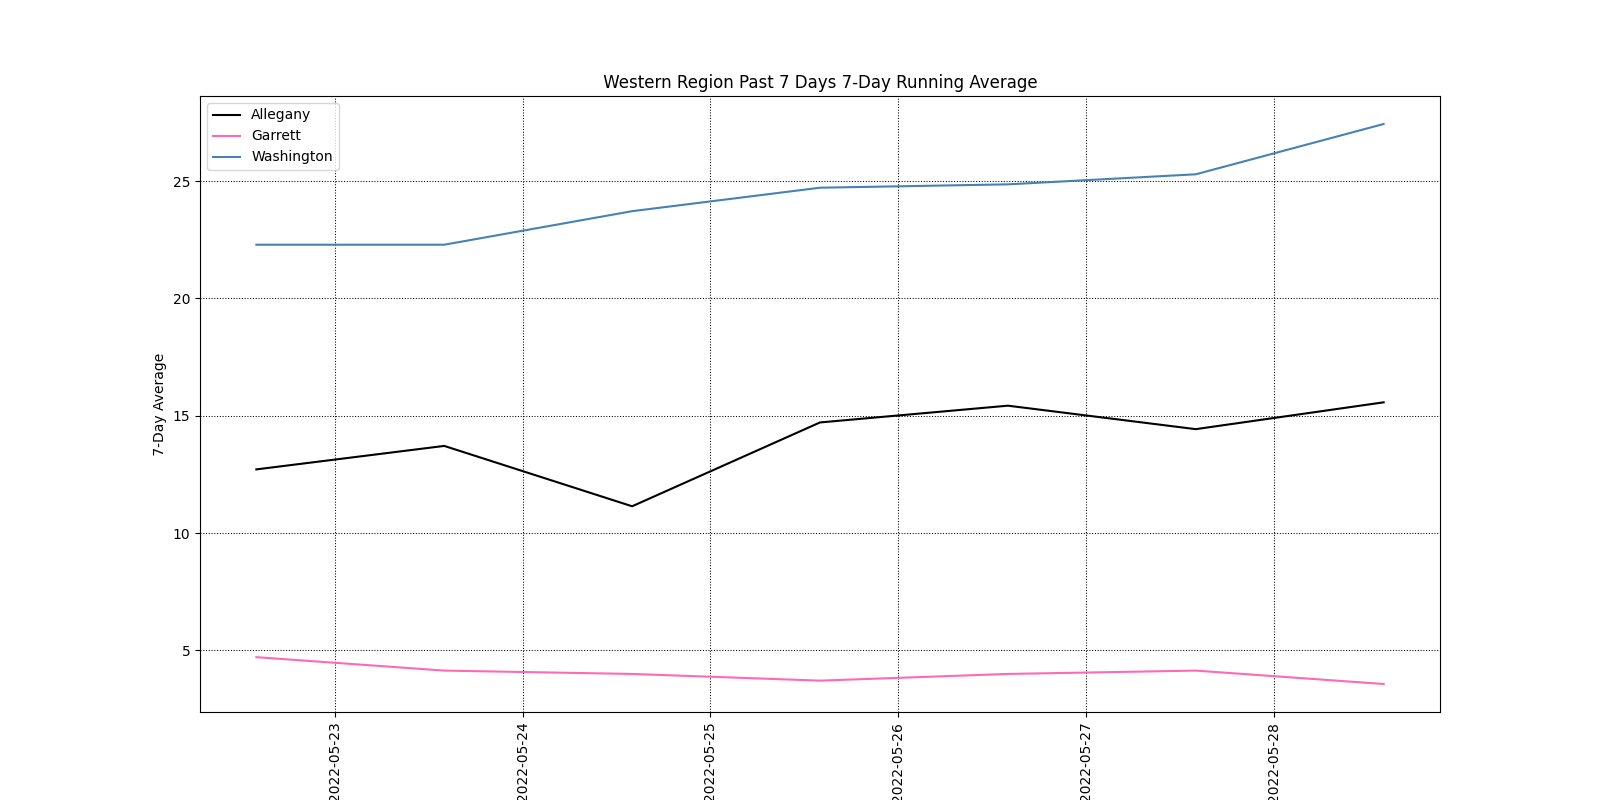 Western Region Past 7 Days 7-Day Running Average
Allegany
Garrett
Washington
7-Day Average
25
20
15
10
5
2022-05-23
2022-05-24
2022-05-25
2022-05-26
2022-05-27
2022-05-28